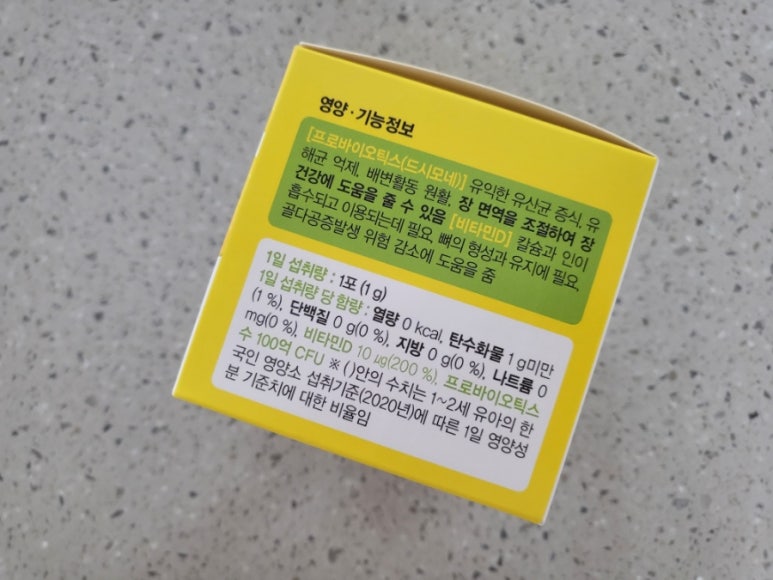 영양·기능정보
[프로바이오틱스(드시모네)] 유익한 유산균 증식, 유
해균 억제, 배변활동 원활, 장 면역을 조절하여 장
건강에 도움을 줄 수 있음 [비타민D] 칼슘과 인이
흡수되고 이용되는데 필요, 뼈의 형성과 유지에 필요,
골다공증발생 위험 감소에 도움을 줌
1일 섭취량 : 1포 (1 g)
1일 섭취량 당 함량 : 열량 0 kcal, 탄수화물 1 g미만
(1 %), 단백질 0 g(0 %), 지방 0 g(0 %), 나트륨 0
mg(0 %), 비타민D 10 µg(200 %), 프로바이오틱스
수 100억 CFU ※ ( )안의 수치는 1~2세 유아의 한
국인 영양소 섭취기준(2020년)에 따른 1일 영양성
분 기준치에 대한 비율임